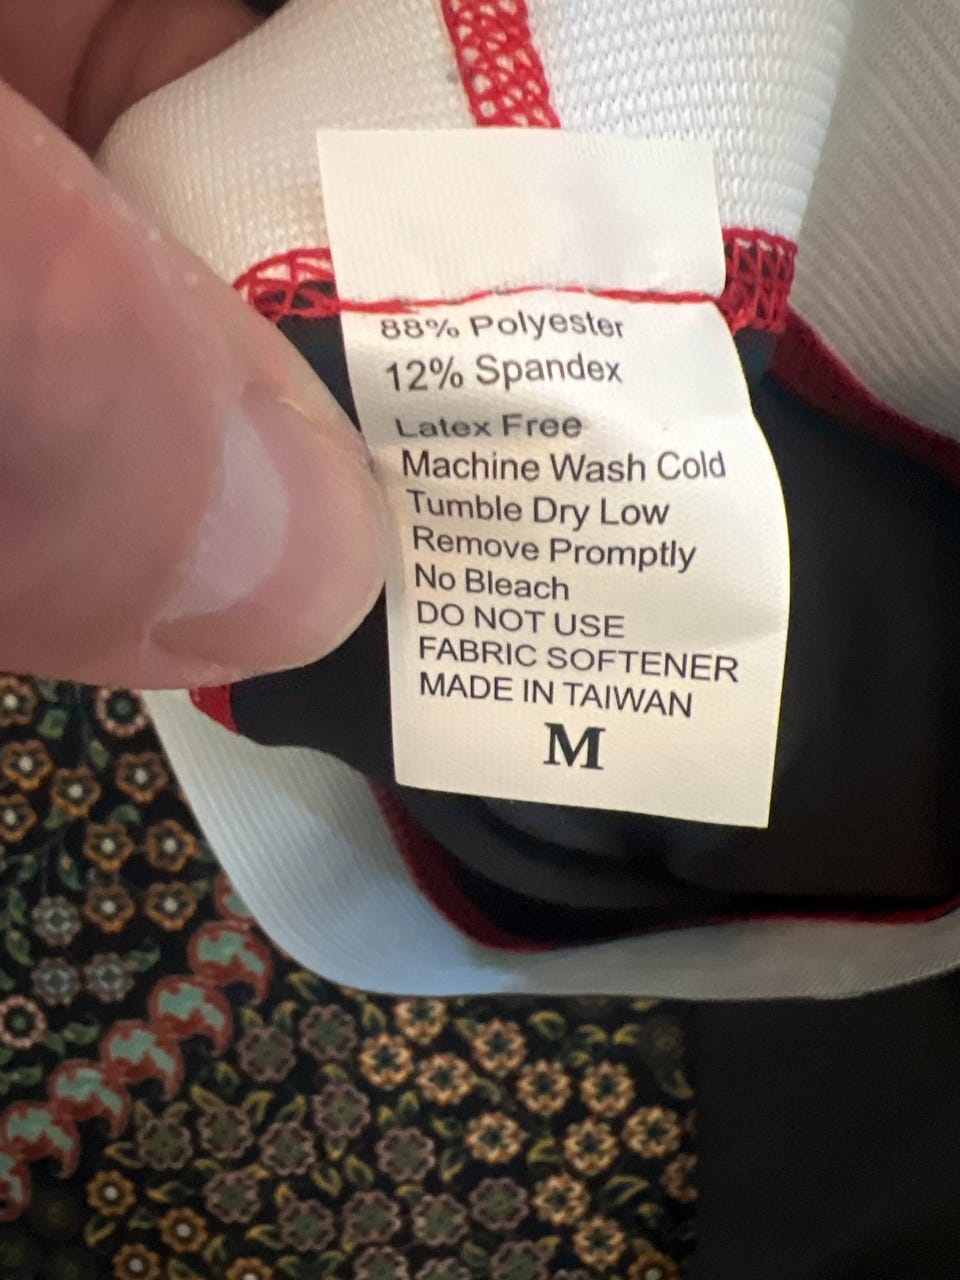 88% Polyester
12% Spandex
Latex Free
Machine Wash Cold
Tumble Dry Low
Remove Promptly
No Bleach
DO NOT USE
FABRIC SOFTENER
MADE IN TAIWAN
M